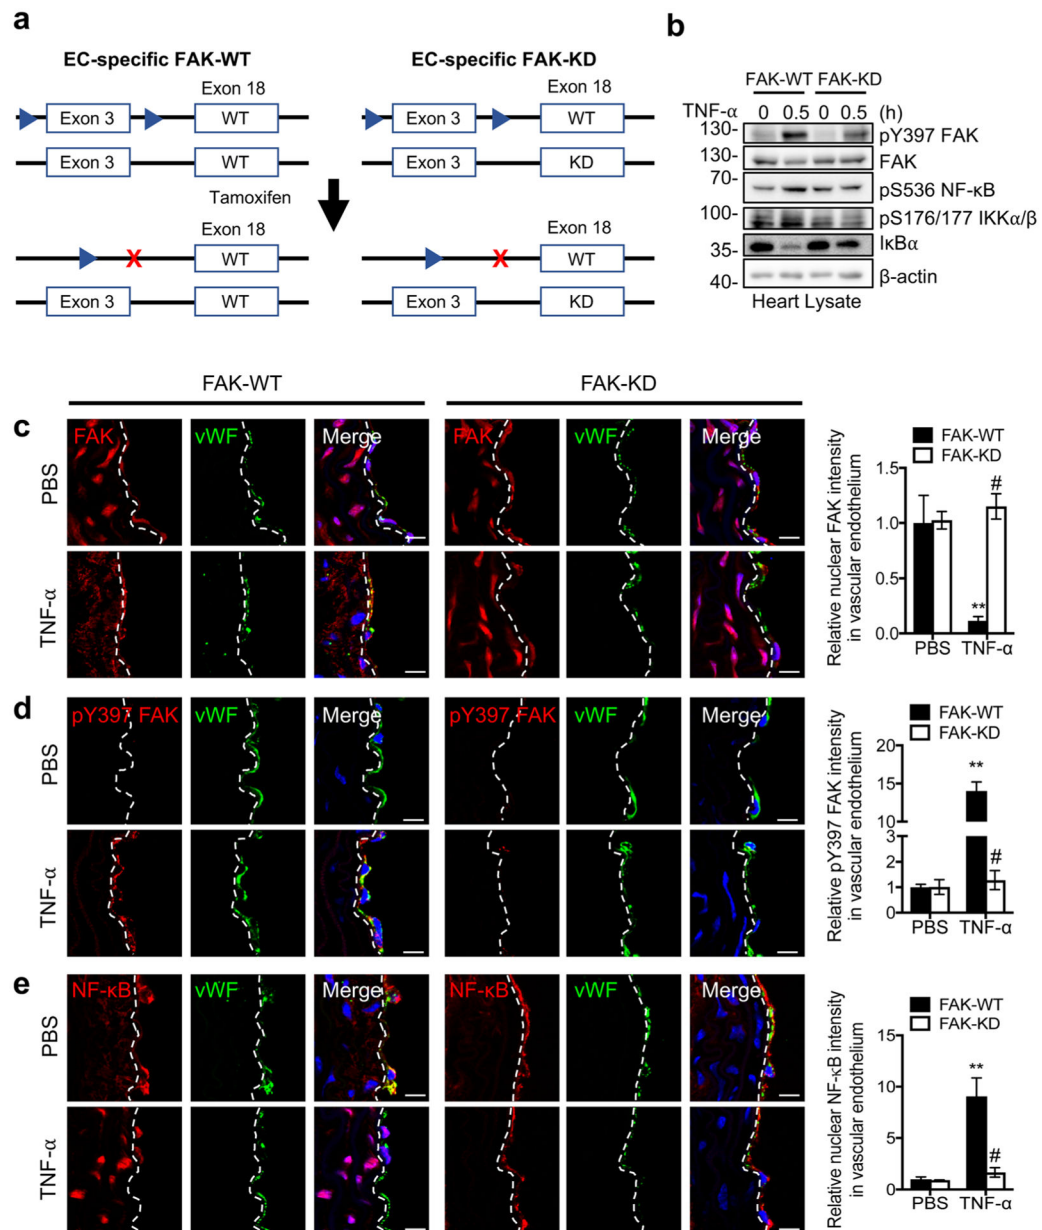 a
EC-specific FAK-WT
EC-specific FAK-KD
Exon 18
Exon 18
Exon 3
WT
Exon 3
WT
Exon 3
WT
Exon 3
KD
Tamoxifen
Exon 18
Exon 18
WT
WT
Exon 3
WT
Exon 3
KD
b
FAK-WT FAK-KD
TNF-α 0 0.5 0 0.5 (h)
130- pY397 FAK
130- FAK
70- pS536 NF-κB
100- pS176/177 IKKα/β
35- IκBα
40- β-actin
Heart Lysate
FAK-WT
FAK-KD
c
PBS
FAK
vWF
Merge
FAK
vWF
Merge
TNF-α
Relative nuclear FAK intensity
in vascular endothelium
FAK-WT
FAK-KD
1.5
1.0
0.5
0.0
**
#
PBS TNF-α
d
PBS
pY397 FAK
vWF
Merge
pY397 FAK
vWF
Merge
TNF-α
Relative pY397 FAK intensity
in vascular endothelium
FAK-WT
FAK-KD
20
15
10
3
2
1
0
**
#
PBS TNF-α
e
PBS
NF-κB
vWF
Merge
NF-κB
vWF
Merge
TNF-α
Relative nuclear NF-κB intensity
in vascular endothelium
FAK-WT
FAK-KD
15
10
5
0
**
#
PBS TNF-α